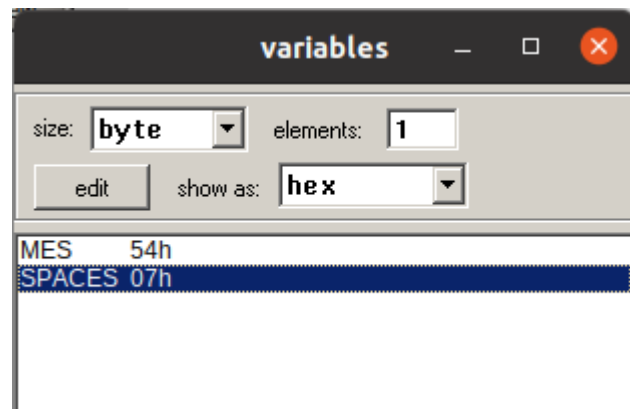 variables
size: byte elements: 1
edit show as: hex
MES 54h
SPACES 07h